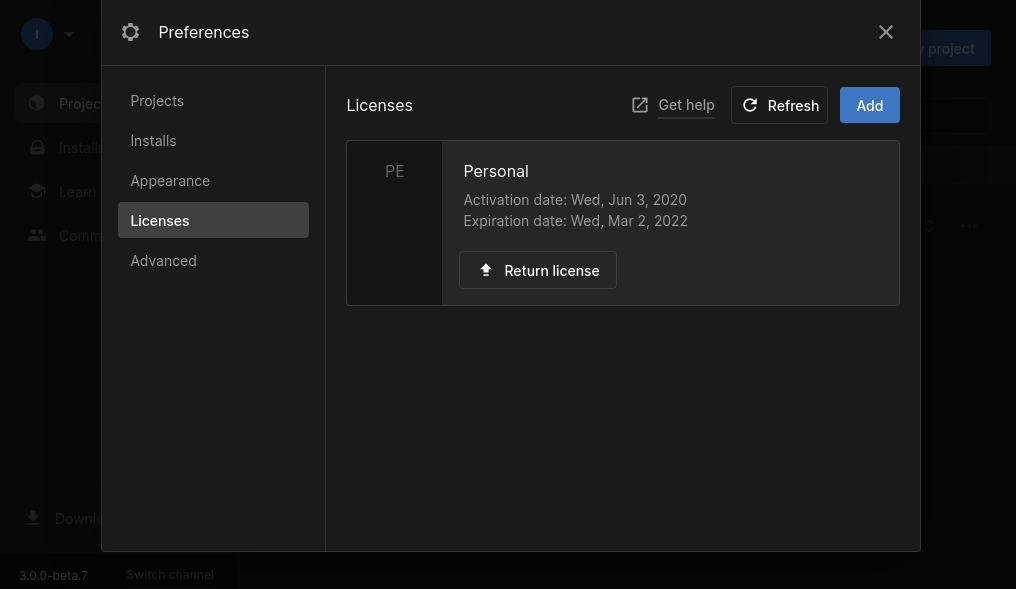 I
Preferences
Projects
Installs
Appearance
Licenses
Advanced
Licenses
Get help
Refresh
Add
PE
Personal
Activation date: Wed, Jun 3, 2020
Expiration date: Wed, Mar 2, 2022
Return license
project
Projec
Installs
Learn
Comm
Downlo
3.0.0-beta.7
Switch channel